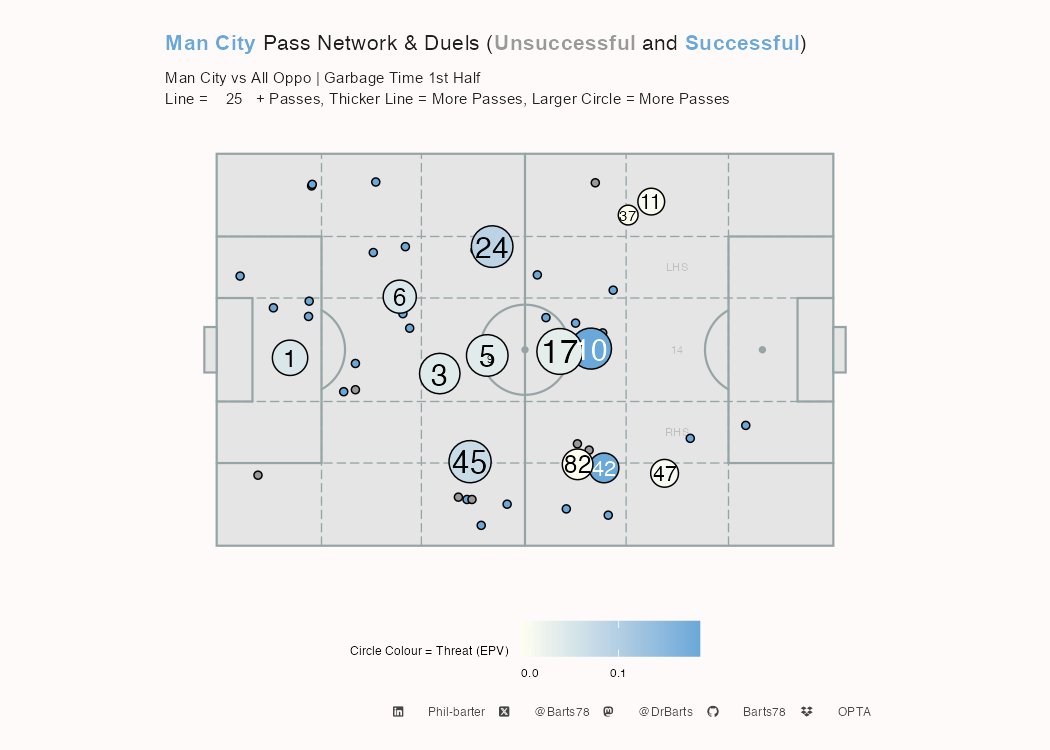 Man City Pass Network & Duels (Unsuccessful and Successful)
Man City vs All Oppo | Garbage Time 1st Half
Line = 25 + Passes, Thicker Line = More Passes, Larger Circle = More Passes
11
37
24
LHS
6
1
3
5
9
17
10
14
RHS
45
82
42
47
Circle Colour = Threat (EPV)
0.0 0.1
Phil-barter @Barts78 @DrBarts Barts78 OPTA